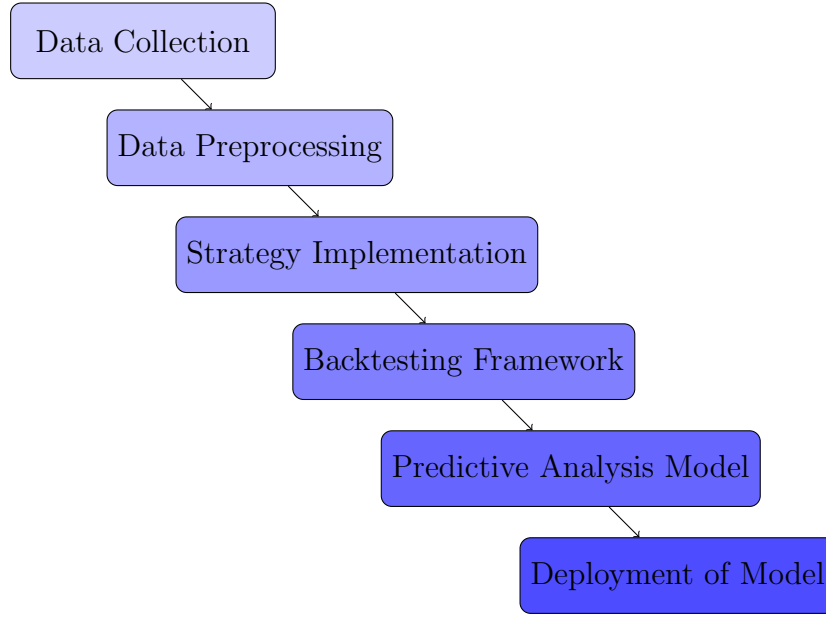 Data Collection
Data Preprocessing
Strategy Implementation
Backtesting Framework
Predictive Analysis Model
Deployment of Model